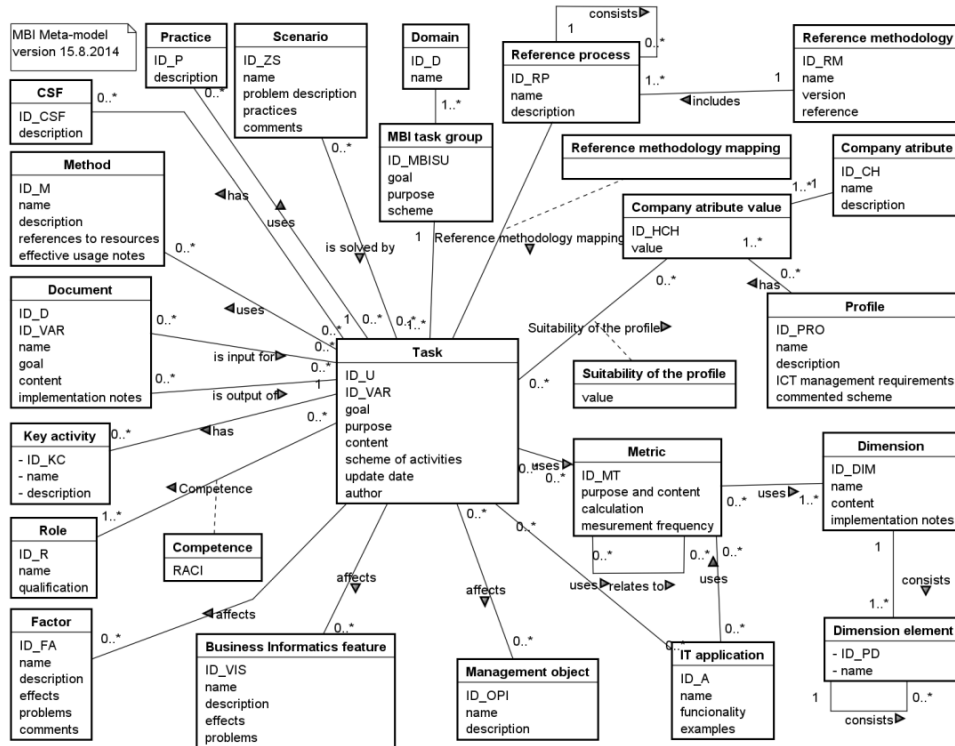 MBI Meta-model
version 15.8.2014
Practice
ID_P
description
0..*
Scenario
ID_ZS
name
problem description
practices
comments
0..*
Domain
ID_D
name
1..*
consists
1
0..*
Reference process
ID_RP
name
description
1..*
1
includes
Reference methodology
ID_RM
name
version
reference
CSF
ID_CSF
description
0..*
MBI task group
ID_MBISU
goal
purpose
scheme
1
Reference methodology mapping
Company atribute
ID_CH
name
description
1..*
1
Method
ID_M
name
description
references to resources
effective usage notes
0..*
has
uses
is solved by
Reference methodology mapping
Company atribute value
ID_HCH
value
1..*
0..*
0..*
has
Profile
ID_PRO
name
description
ICT management requirements
commented scheme
Document
ID_D
ID_VAR
name
goal
content
implementation notes
0..*
0..*
uses
is input for
is output of
1
0..*
0..*
0..*
1..*
0..*
0..*
1
0..*
Suitability of the profile
0..*
Suitability of the profile
value
Task
ID_U
ID_VAR
goal
purpose
content
scheme of activities
update date
author
Key activity
- ID_KC
- name
- description
0..*
has
Competence
1..*
Role
ID_R
name
qualification
Competence
RACI
0..*
uses
0..*
Metric
ID_MT
purpose and content
calculation
mesurement frequency
0..*
uses
1..*
Dimension
ID_DIM
name
content
implementation notes
0..*
0..*
0..*
0..*
0..*
0..*
0..*
relates to
uses
uses
1
consists
1..*
affects
affects
affects
Factor
ID_FA
name
description
effects
problems
comments
0..*
0..*
Business Informatics feature
ID_VIS
name
description
effects
problems
0..*
Management object
ID_OPI
name
description
0..*
0..*
IT application
ID_A
name
funcionality
examples
Dimension element
- ID_PD
- name
1
0..*
consists